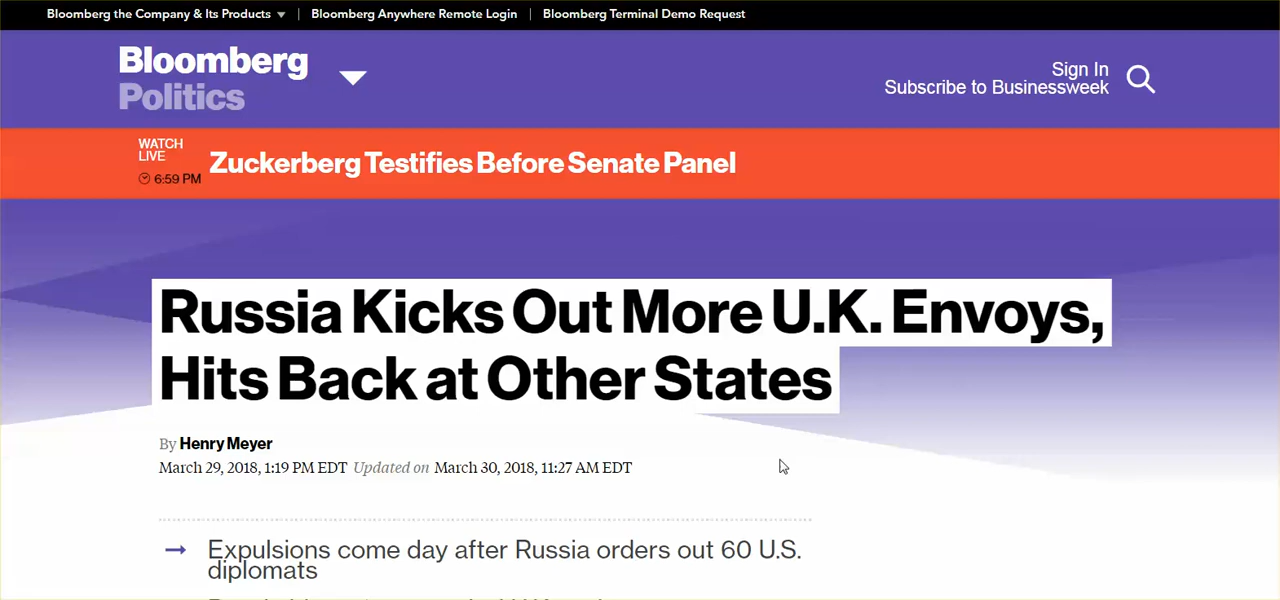 Bloomberg the Company & Its Products
Bloomberg Anywhere Remote Login
Bloomberg Terminal Demo Request
Bloomberg
Politics
Sign In
Subscribe to Businessweek
WATCH
LIVE
6:59 PM
Zuckerberg Testifies Before Senate Panel
Russia Kicks Out More U.K. Envoys,
Hits Back at Other States
By Henry Meyer
March 29, 2018, 1:19 PM EDT Updated on March 30, 2018, 11:27 AM EDT
→ Expulsions come day after Russia orders out 60 U.S.
diplomats